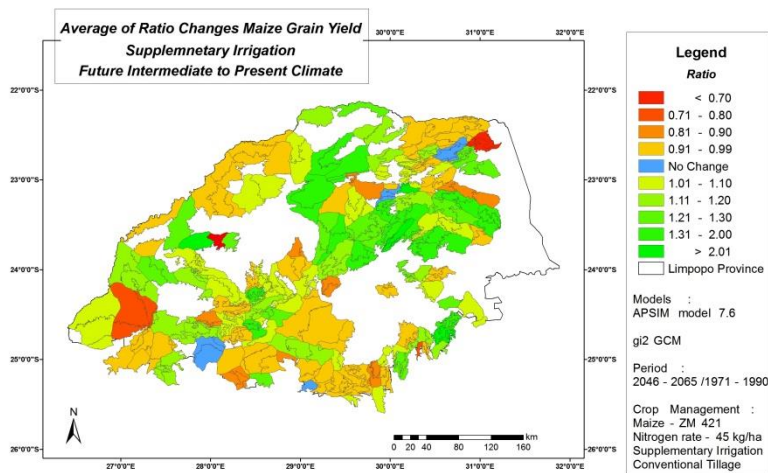 Average of Ratio Changes Maize Grain Yield
Supplemnetary Irrigation
Future Intermediate to Present Climate
30°0'0"E
31°0'0"E
32°0'0"E
22°0'0"S
22°0'0"S
23°0'0"S
23°0'0"S
24°0'0"S
24°0'0"S
25°0'0"S
25°0'0"S
26°0'0"S
26°0'0"S
N
km
0 10 20 40 80 120 160
27°0'0"E
28°0'0"E
29°0'0"E
30°0'0"E
31°0'0"E
32°0'0"E
Legend
Ratio
< 0.70
0.71 - 0.80
0.81 - 0.90
0.91 - 0.99
No Change
1.01 - 1.10
1.11 - 1.20
1.21 - 1.30
1.31 - 2.00
> 2.01
Limpopo Province
Models :
APSIM model 7.6
gi2 GCM
Period :
2046 - 2065 /1971 - 1990
Crop Management :
Maize - ZM 421
Nitrogen rate - 45 kg/ha
Supplementary Irrigation
Conventional Tillage